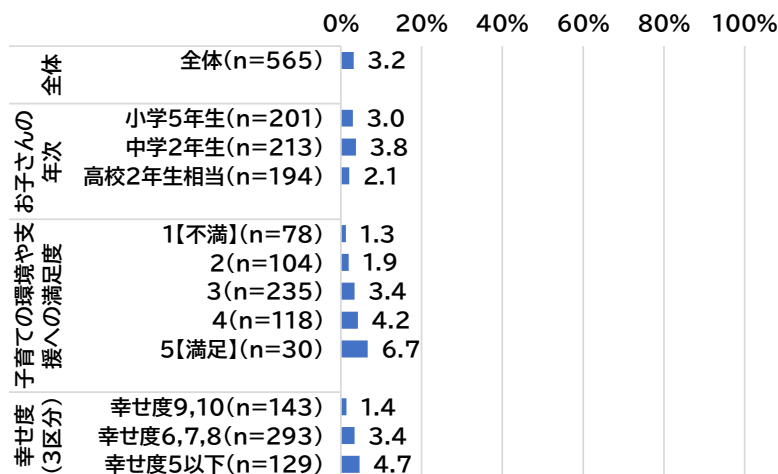 0% 20% 40% 60% 80% 100%
全体
全体(n=565) 3.2
お子さんの
年次
小学5年生(n=201) 3.0
中学2年生(n=213) 3.8
高校2年生相当(n=194) 2.1
子育ての環境や支
援への満足度
1【不満】(n=78) 1.3
2(n=104) 1.9
3(n=235) 3.4
4(n=118) 4.2
5【満足】(n=30) 6.7
幸せ度
(3区分)
幸せ度9,10(n=143) 1.4
幸せ度6,7,8(n=293) 3.4
幸せ度5以下(n=129) 4.7